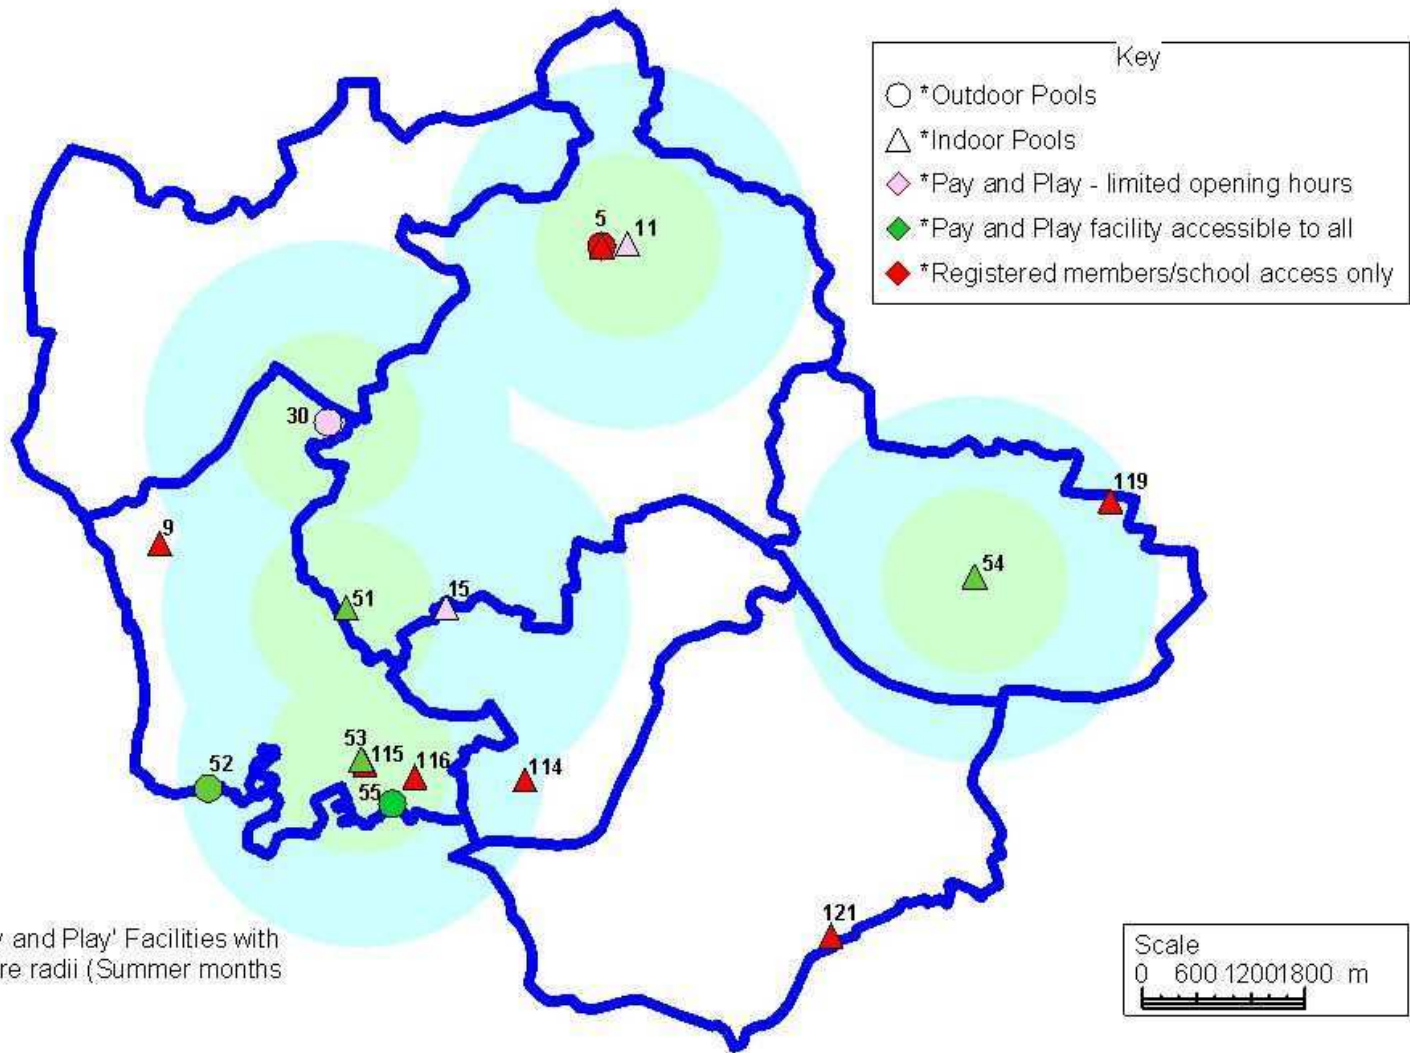 Key
*Outdoor Pools
*Indoor Pools
*Pay and Play - limited opening hours
*Pay and Play facility accessible to all
*Registered members/school access only
5
11
30
119
9
54
51
15
53
115
116
114
52
55
121
y and Play' Facilities with
re radii (Summer months
Scale
0 600 1200 1800 m